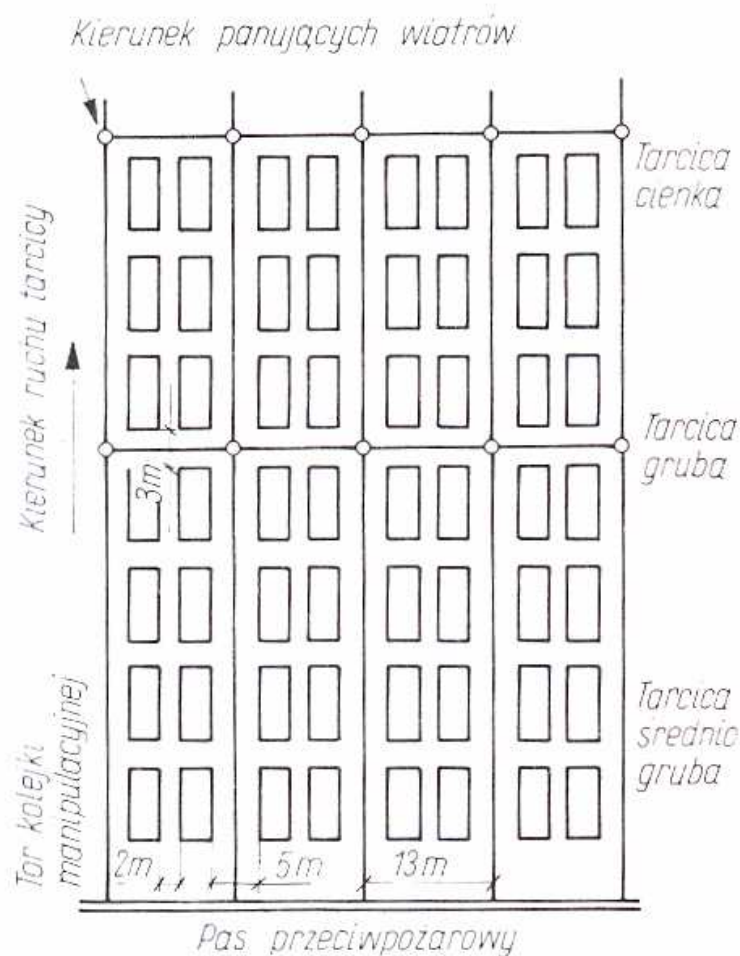 Kierunek panujących wiatrów
Tarcica
cienka
Kierunek ruchu tarcicy
Tarcica
gruba
3m
Tarcica
średnio
gruba
Tor kolejki
manipulacyjnej
2m
5m
13m
Pas przeciwpożarowy